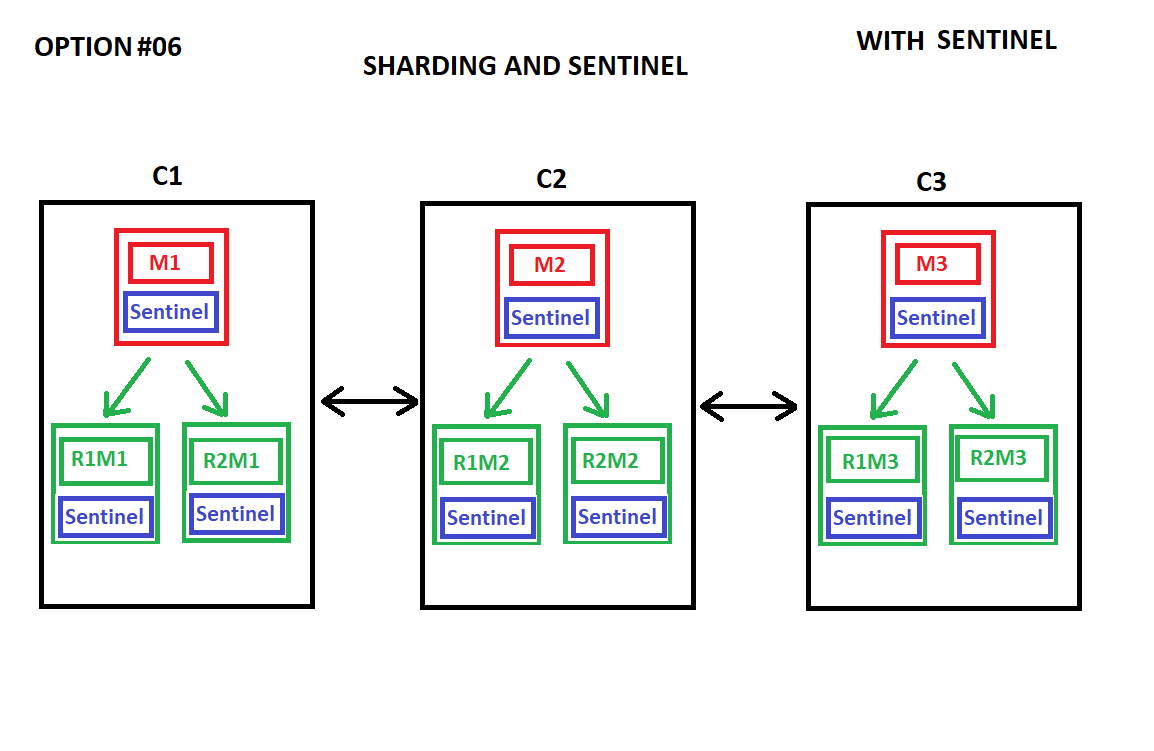 OPTION #06
SHARDING AND SENTINEL
WITH SENTINEL
C1
M1
Sentinel
R1M1
Sentinel
R2M1
Sentinel
C2
M2
Sentinel
R1M2
Sentinel
R2M2
Sentinel
C3
M3
Sentinel
R1M3
Sentinel
R2M3
Sentinel